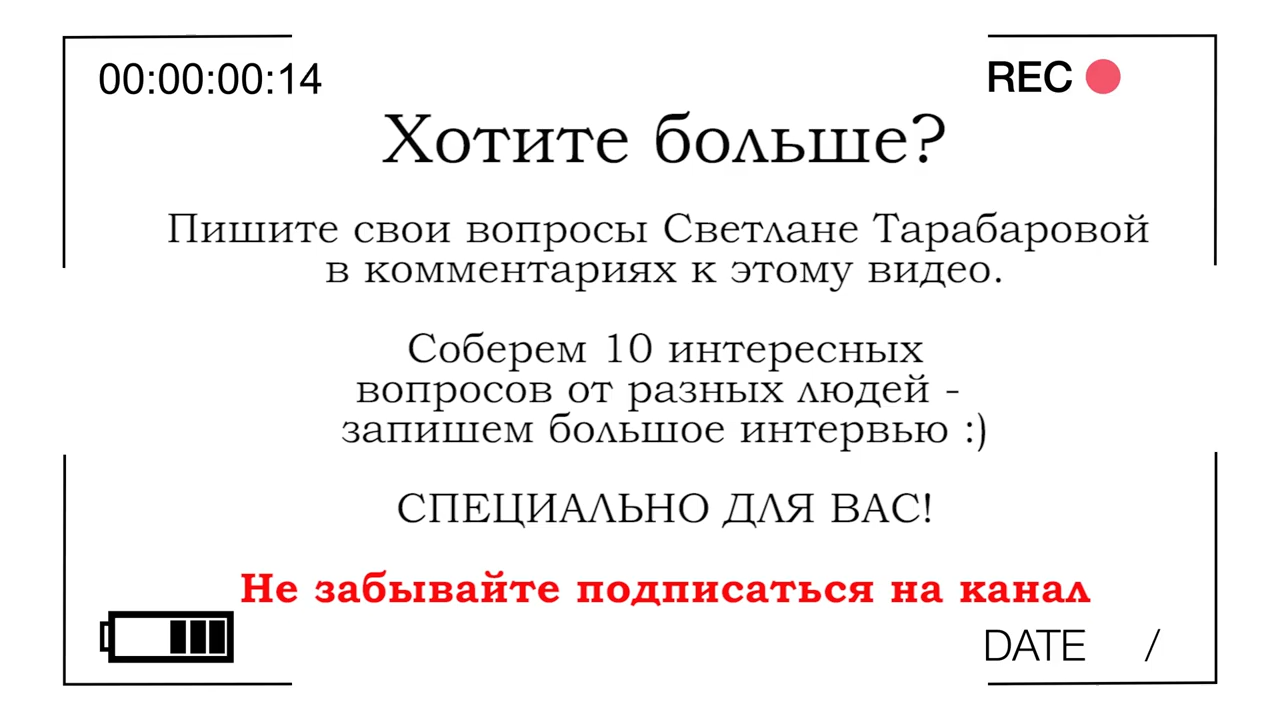 00:00:00:14
REC
Хотите больше?
Пишите свои вопросы Светлане Тарабаровой
в комментариях к этому видео.
Соберем 10 интересных
вопросов от разных людей -
запишем большое интервью :)
СПЕЦИАЛЬНО ДЛЯ ВАС!
Не забывайте подписаться на канал
DATE /